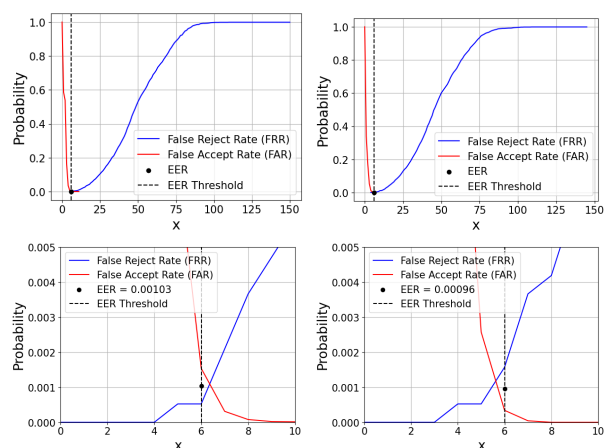 1.0
0.8
0.6
0.4
0.2
0.0
Probability
False Reject Rate (FRR)
False Accept Rate (FAR)
EER
EER Threshold
0 25 50 75 100 125 150
x
1.0
0.8
0.6
0.4
0.2
0.0
Probability
False Reject Rate (FRR)
False Accept Rate (FAR)
EER
EER Threshold
0 25 50 75 100 125 150
x
0.005
0.004
0.003
0.002
0.001
0.000
Probability
False Reject Rate (FRR)
False Accept Rate (FAR)
EER = 0.00103
EER Threshold
0 2 4 6 8 10
x
0.005
0.004
0.003
0.002
0.001
0.000
Probability
False Reject Rate (FRR)
False Accept Rate (FAR)
EER = 0.00096
EER Threshold
0 2 4 6 8 10
x